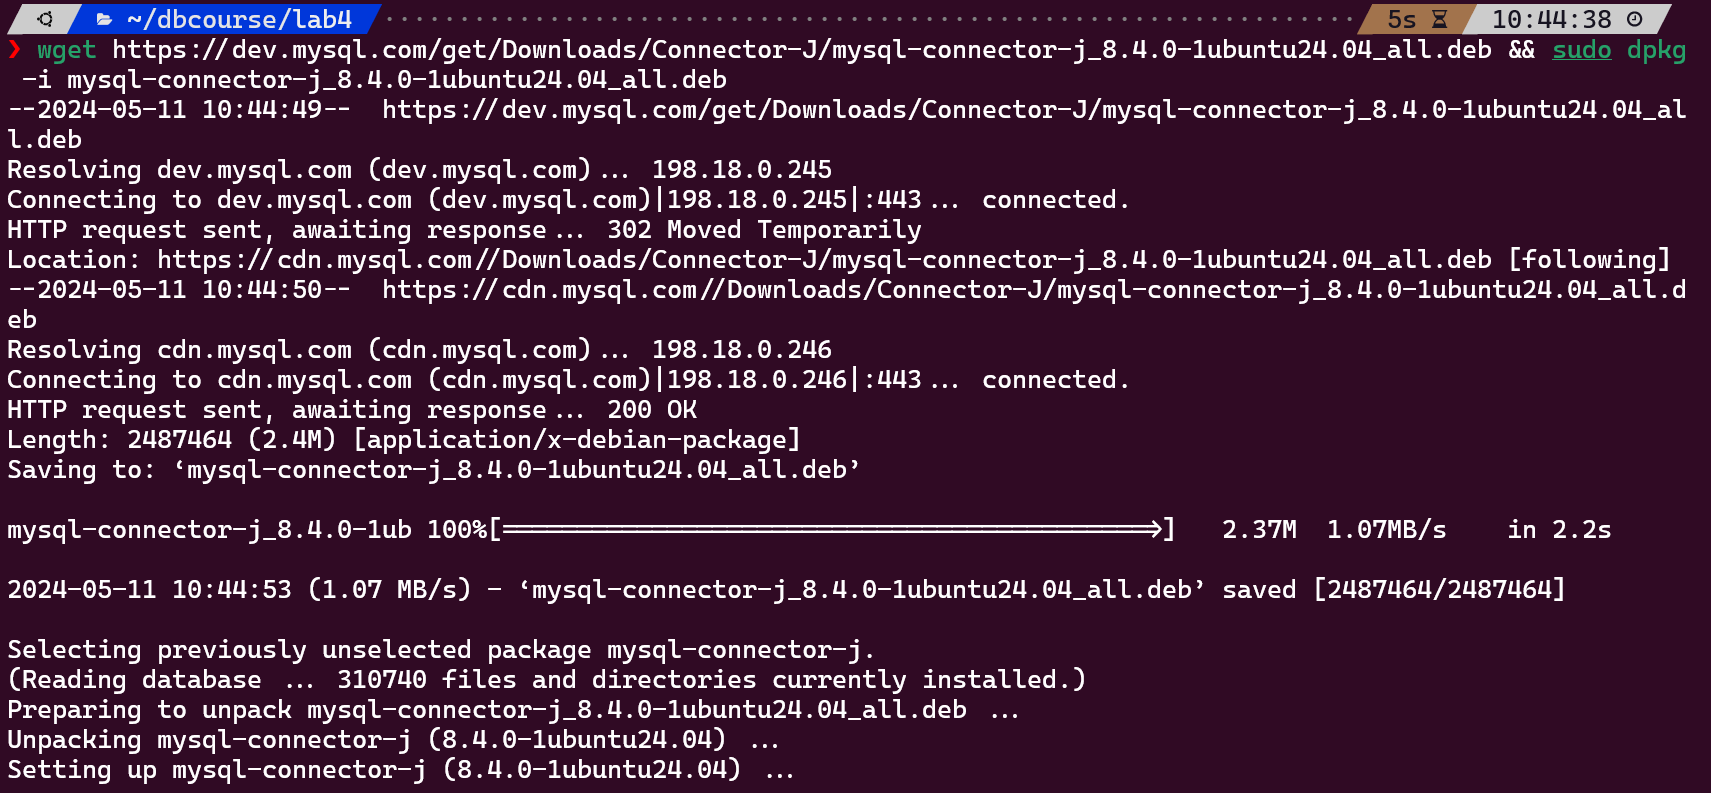 ~/dbcourse/lab4 5s 10:44:38
❯ wget https://dev.mysql.com/get/Downloads/Connector-J/mysql-connector-j_8.4.0-1ubuntu24.04_all.deb && sudo dpkg
-i mysql-connector-j_8.4.0-1ubuntu24.04_all.deb
--2024-05-11 10:44:49--  https://dev.mysql.com/get/Downloads/Connector-J/mysql-connector-j_8.4.0-1ubuntu24.04_al
l.deb
Resolving dev.mysql.com (dev.mysql.com)... 198.18.0.245
Connecting to dev.mysql.com (dev.mysql.com)|198.18.0.245|:443... connected.
HTTP request sent, awaiting response... 302 Moved Temporarily
Location: https://cdn.mysql.com//Downloads/Connector-J/mysql-connector-j_8.4.0-1ubuntu24.04_all.deb [following]
--2024-05-11 10:44:50--  https://cdn.mysql.com//Downloads/Connector-J/mysql-connector-j_8.4.0-1ubuntu24.04_all.d
eb
Resolving cdn.mysql.com (cdn.mysql.com)... 198.18.0.246
Connecting to cdn.mysql.com (cdn.mysql.com)|198.18.0.246|:443... connected.
HTTP request sent, awaiting response... 200 OK
Length: 2487464 (2.4M) [application/x-debian-package]
Saving to: ‘mysql-connector-j_8.4.0-1ubuntu24.04_all.deb’
mysql-connector-j_8.4.0-1ub 100%[===========================================>]   2.37M  1.07MB/s    in 2.2s
2024-05-11 10:44:53 (1.07 MB/s) - ‘mysql-connector-j_8.4.0-1ubuntu24.04_all.deb’ saved [2487464/2487464]
Selecting previously unselected package mysql-connector-j.
(Reading database ... 310740 files and directories currently installed.)
Preparing to unpack mysql-connector-j_8.4.0-1ubuntu24.04_all.deb ...
Unpacking mysql-connector-j (8.4.0-1ubuntu24.04) ...
Setting up mysql-connector-j (8.4.0-1ubuntu24.04) ...